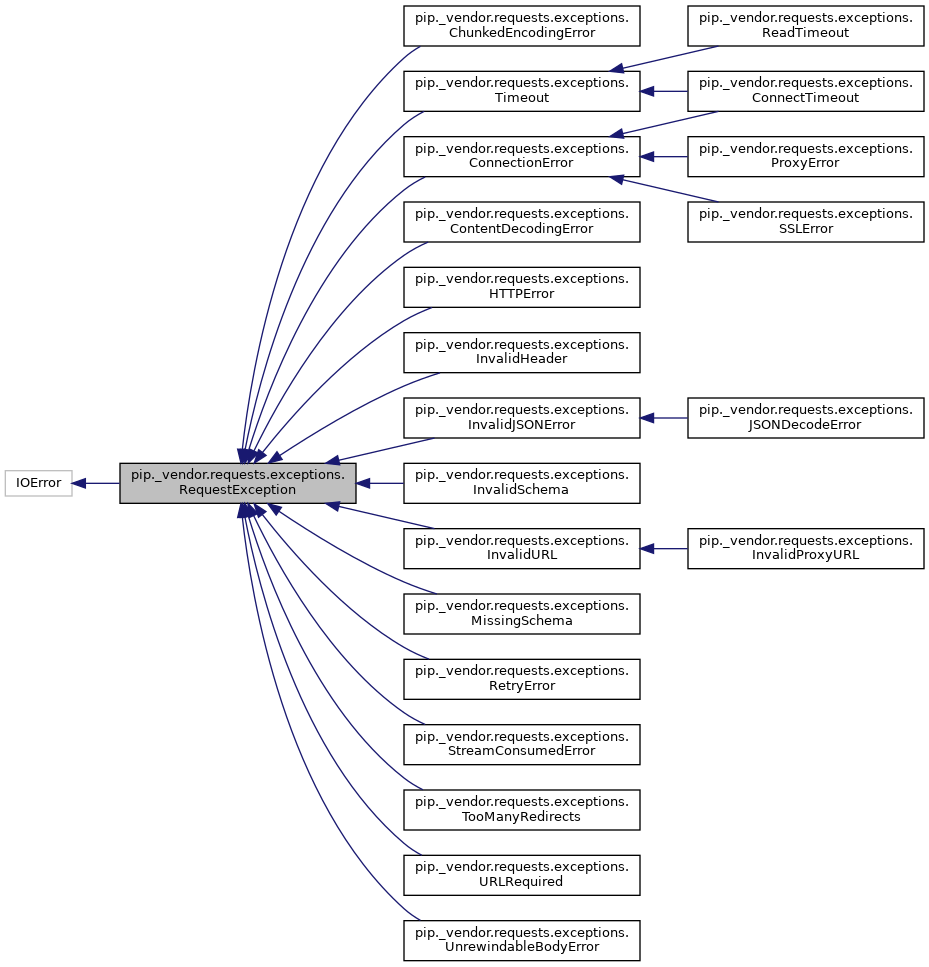 pip._vendor.requests.exceptions.
ChunkedEncodingError
pip._vendor.requests.exceptions.
ReadTimeout
pip._vendor.requests.exceptions.
Timeout
pip._vendor.requests.exceptions.
ConnectTimeout
pip._vendor.requests.exceptions.
ConnectionError
pip._vendor.requests.exceptions.
ProxyError
pip._vendor.requests.exceptions.
ContentDecodingError
pip._vendor.requests.exceptions.
SSLError
pip._vendor.requests.exceptions.
HTTPError
pip._vendor.requests.exceptions.
InvalidHeader
pip._vendor.requests.exceptions.
InvalidJSONError
pip._vendor.requests.exceptions.
JSONDecodeError
IOError
pip._vendor.requests.exceptions.
RequestException
pip._vendor.requests.exceptions.
InvalidSchema
pip._vendor.requests.exceptions.
InvalidURL
pip._vendor.requests.exceptions.
InvalidProxyURL
pip._vendor.requests.exceptions.
MissingSchema
pip._vendor.requests.exceptions.
RetryError
pip._vendor.requests.exceptions.
StreamConsumedError
pip._vendor.requests.exceptions.
TooManyRedirects
pip._vendor.requests.exceptions.
URLRequired
pip._vendor.requests.exceptions.
UnrewindableBodyError